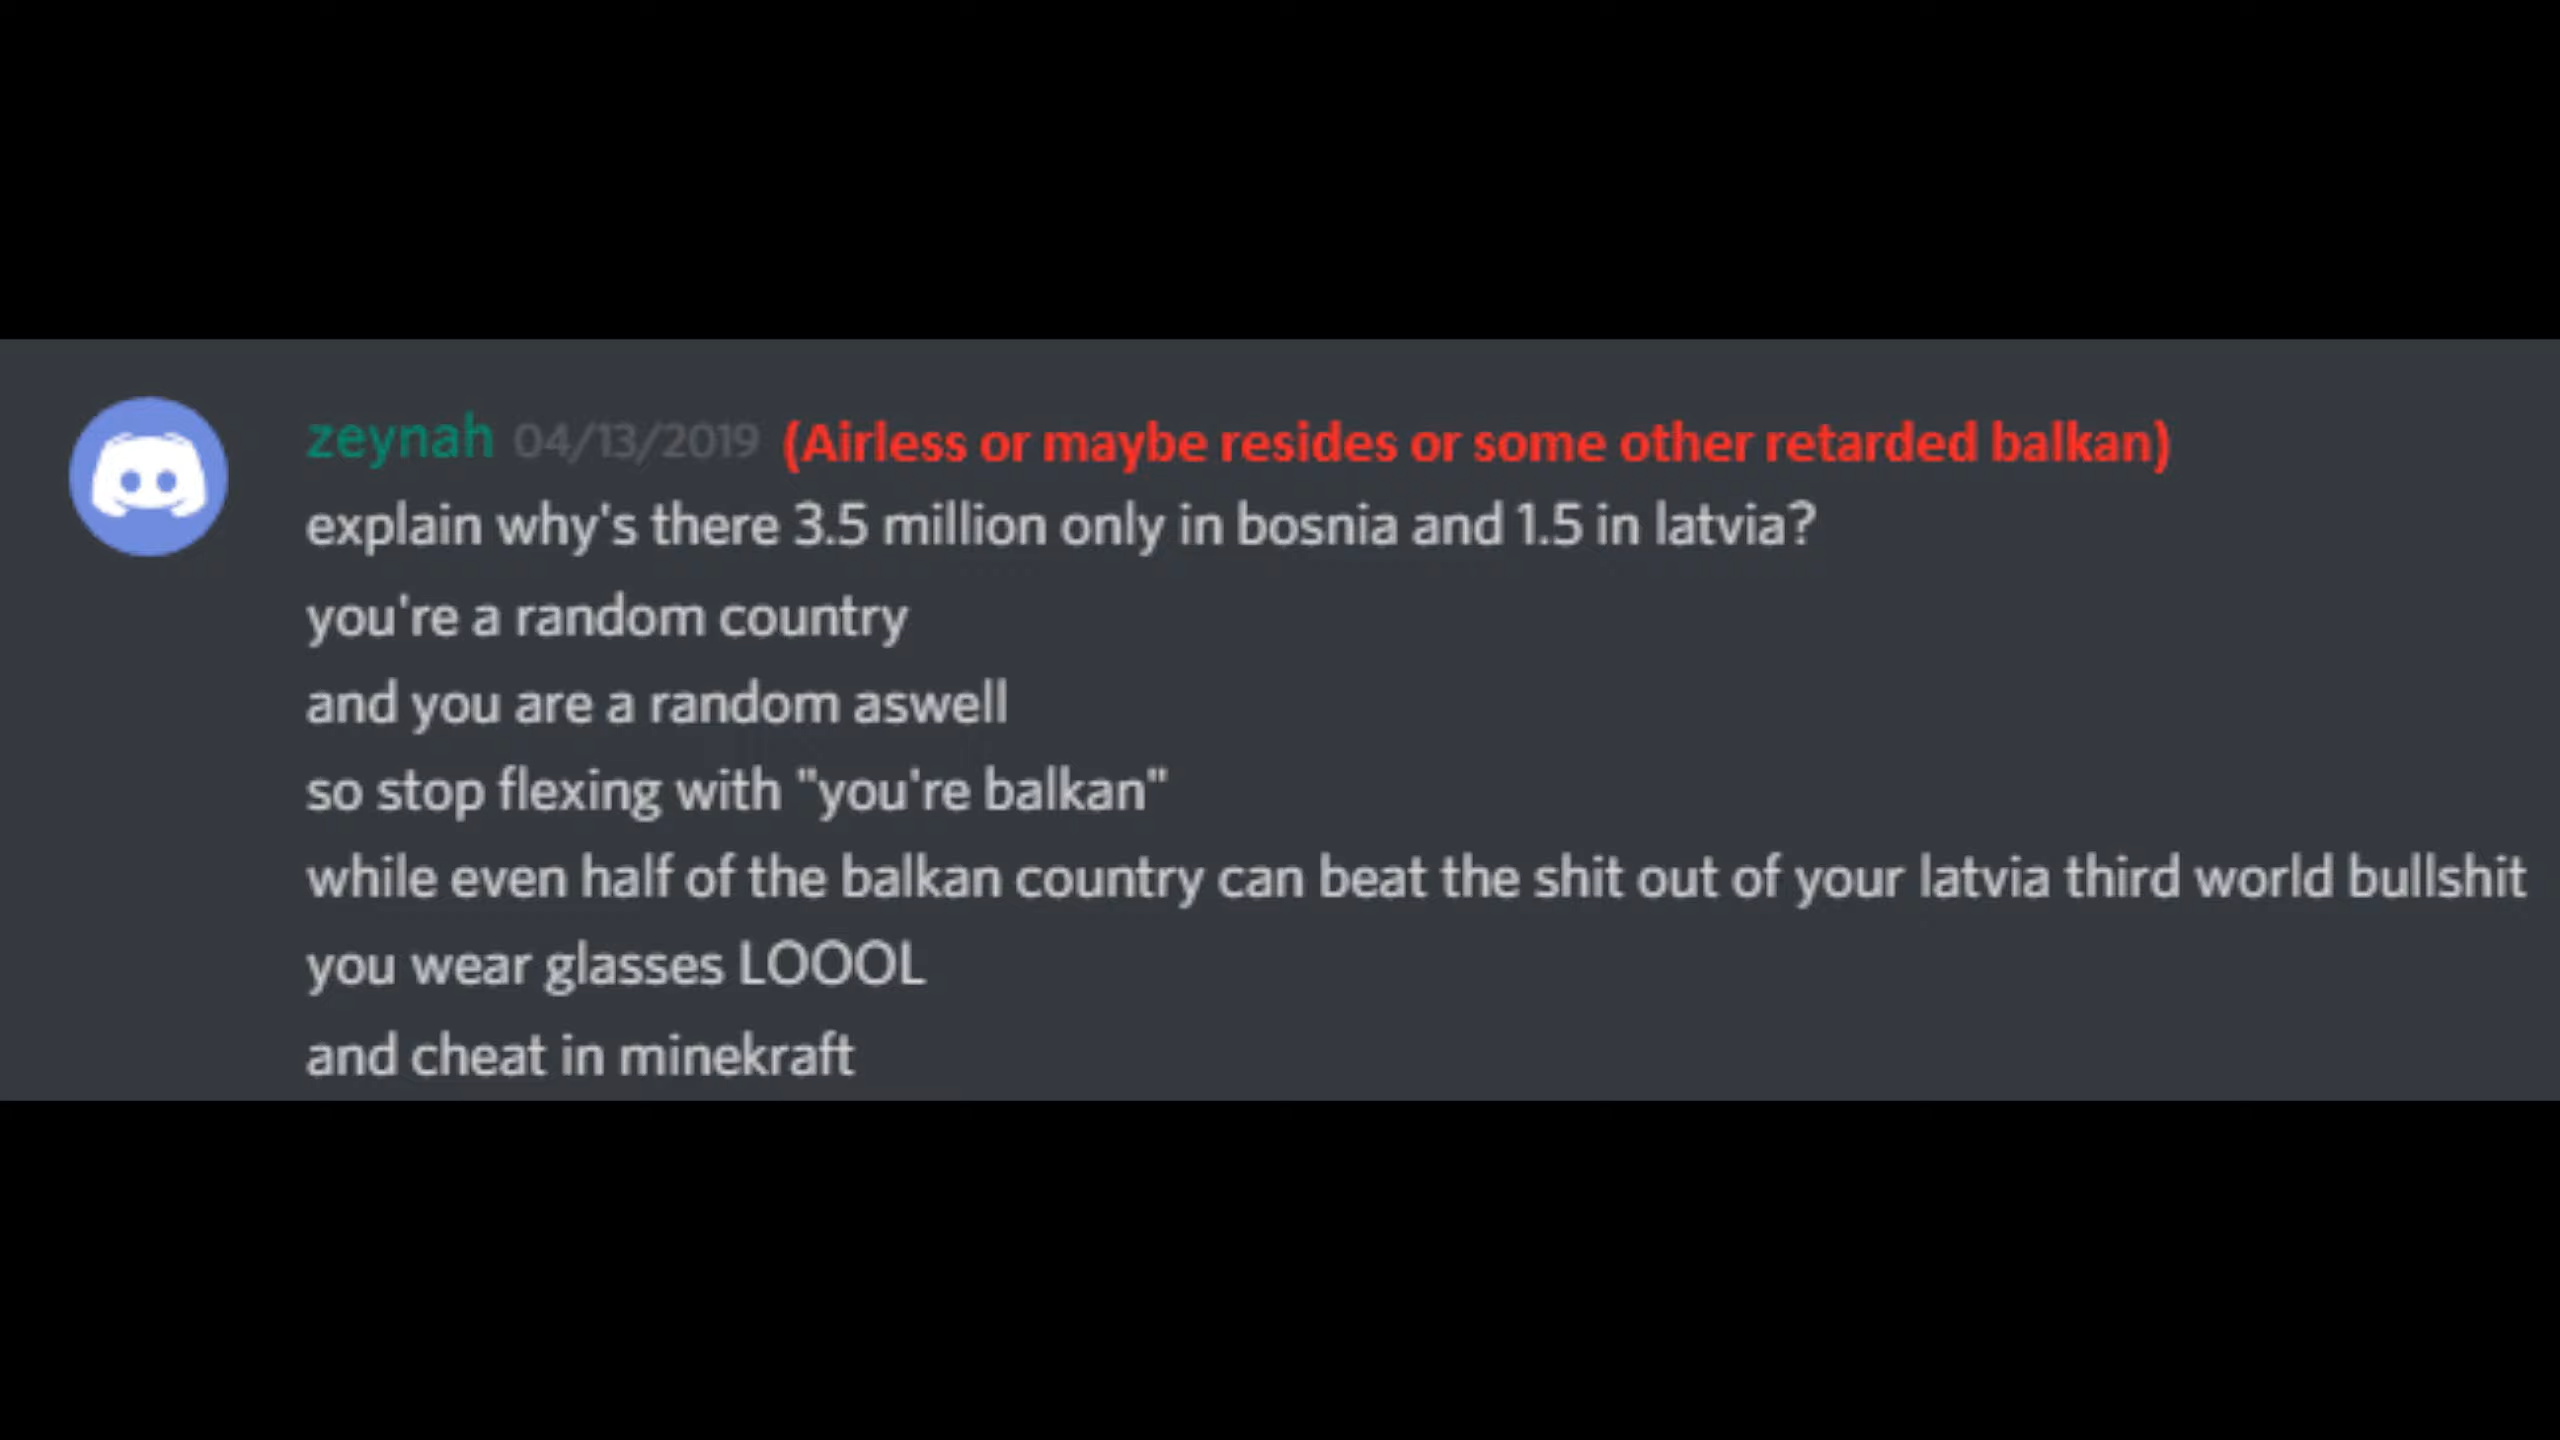 zeynah 04/13/2019 (Airless or maybe resides or some other retarded balkan)
explain why's there 3.5 million only in bosnia and 1.5 in latvia?
you're a random country
and you are a random aswell
so stop flexing with "you're balkan"
while even half of the balkan country can beat the shit out of your latvia third world bullshit
you wear glasses LOOOL
and cheat in minekraft